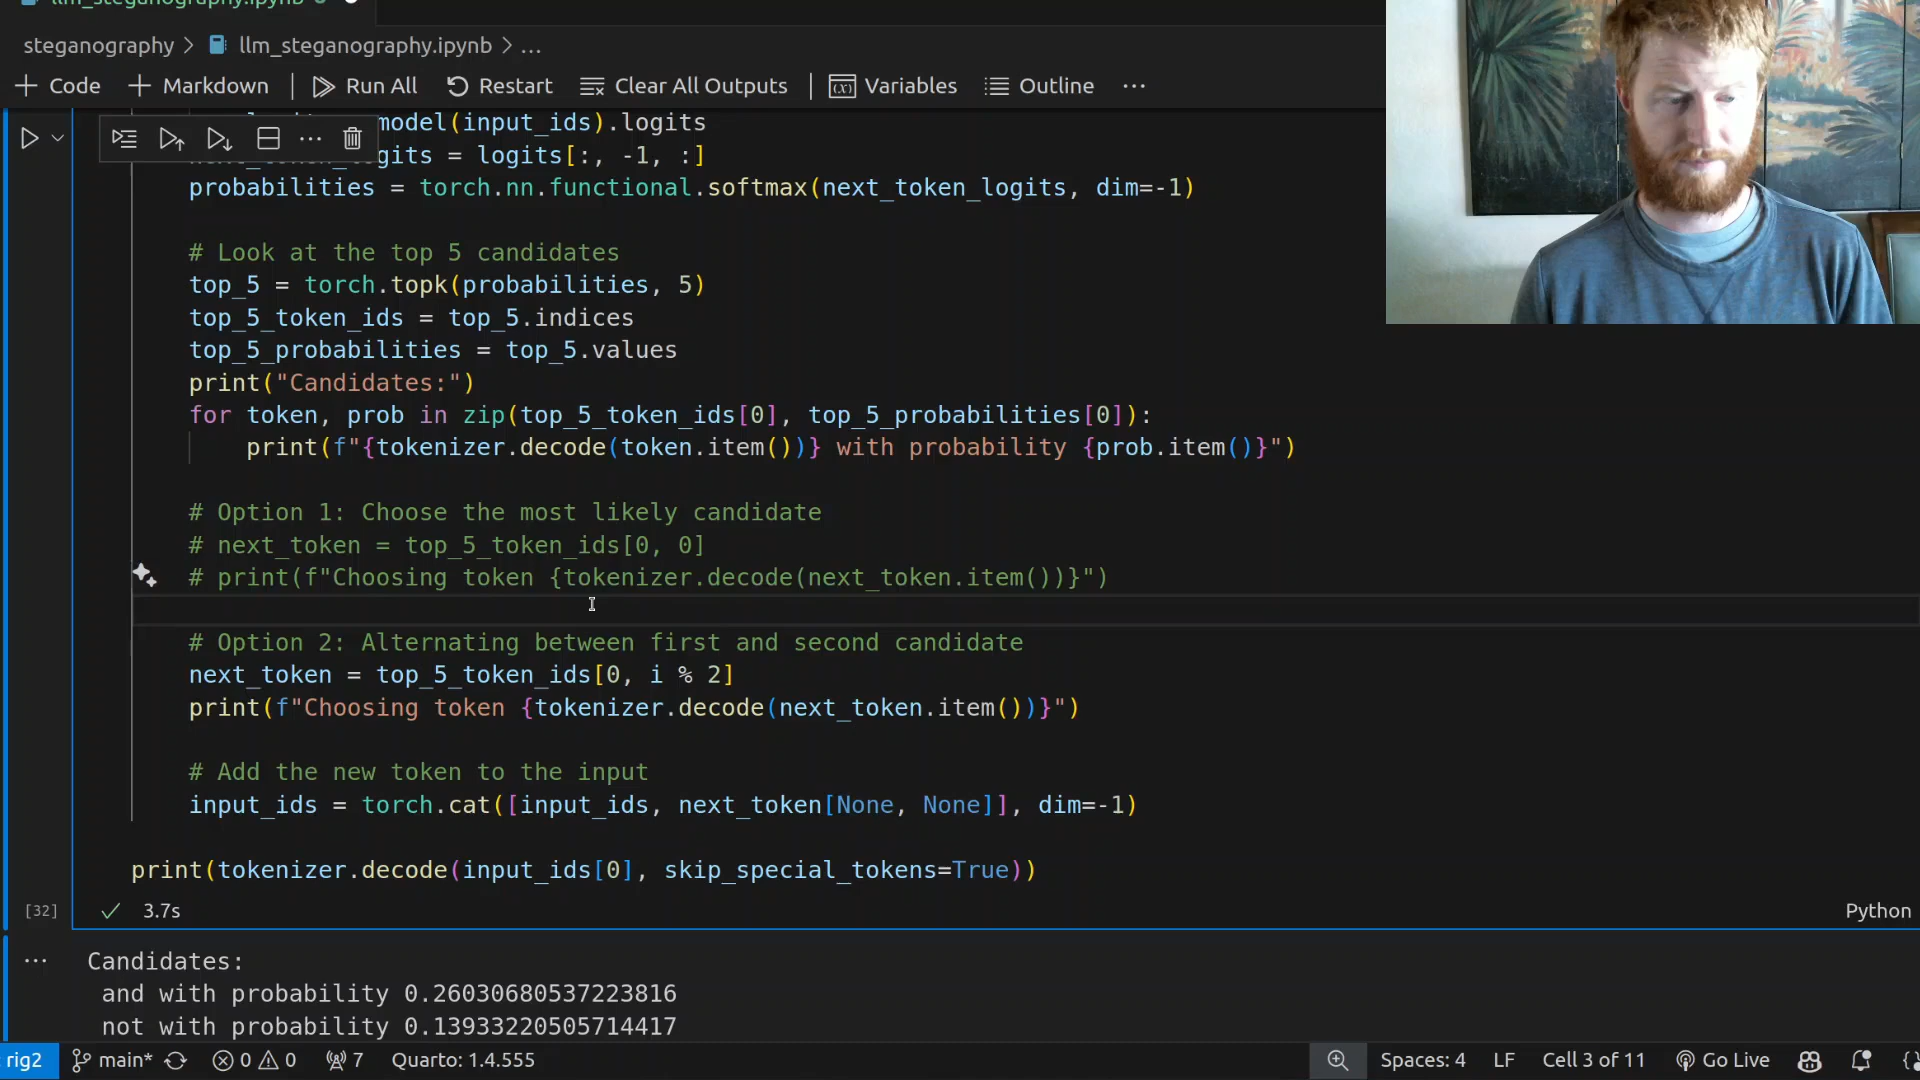 llm_steganography.ipynb
steganography > llm_steganography.ipynb > ...
+ Code + Markdown | Run All Restart Clear All Outputs | Variables Outline ...
model(input_ids).logits
logits = logits[:, -1, :]
probabilities = torch.nn.functional.softmax(next_token_logits, dim=-1)
# Look at the top 5 candidates
top_5 = torch.topk(probabilities, 5)
top_5_token_ids = top_5.indices
top_5_probabilities = top_5.values
print("Candidates:")
for token, prob in zip(top_5_token_ids[0], top_5_probabilities[0]):
print(f"{tokenizer.decode(token.item())} with probability {prob.item()}")
# Option 1: Choose the most likely candidate
# next_token = top_5_token_ids[0, 0]
# print(f"Choosing token {tokenizer.decode(next_token.item())}")
# Option 2: Alternating between first and second candidate
next_token = top_5_token_ids[0, i % 2]
print(f"Choosing token {tokenizer.decode(next_token.item())}")
# Add the new token to the input
input_ids = torch.cat([input_ids, next_token[None, None]], dim=-1)
print(tokenizer.decode(input_ids[0], skip_special_tokens=True))
[32] 3.7s Python
... Candidates:
and with probability 0.26030680537223816
not with probability 0.13933220505714417
rig2 main* 0 0 7 Quarto: 1.4.555 Spaces: 4 LF Cell 3 of 11 Go Live